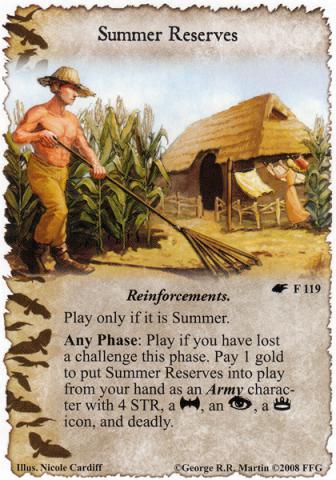 Summer Reserves
F 119
Reinforcements.
Play only if it is Summer.
Any Phase: Play if you have lost
a challenge this phase. Pay 1 gold
to put Summer Reserves into play
from your hand as an Army charac-
ter with 4 STR, a , an , a
icon, and deadly.
Illus. Nicole Cardiff ©George R.R. Martin ©2008 FFG